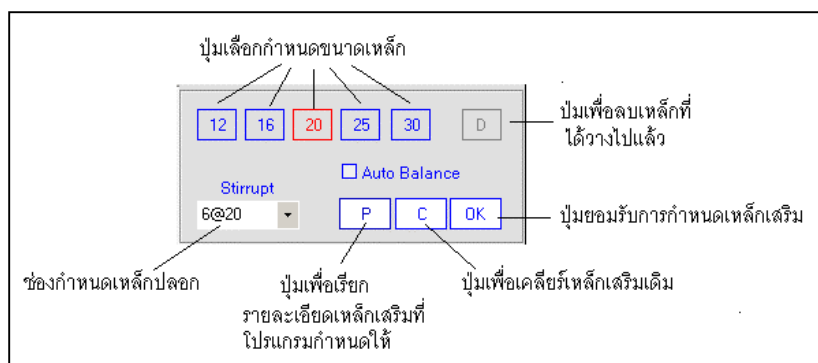 ปุ่มเลือกกำหนดขนาดเหล็ก
12 16 20 25 30 D
ปุ่มเพื่อลบเหล็กที่
ได้วางไปแล้ว
Auto Balance
Stirrupt
6@20 P C OK
ปุ่มยอมรับการกำหนดเหล็กเสริม
ช่องกำหนดเหล็กปลอก
ปุ่มเพื่อเรียก
รายละเอียดเหล็กเสริมที่
โปรแกรมกำหนดให้
ปุ่มเพื่อเคลียร์เหล็กเสริมเดิม